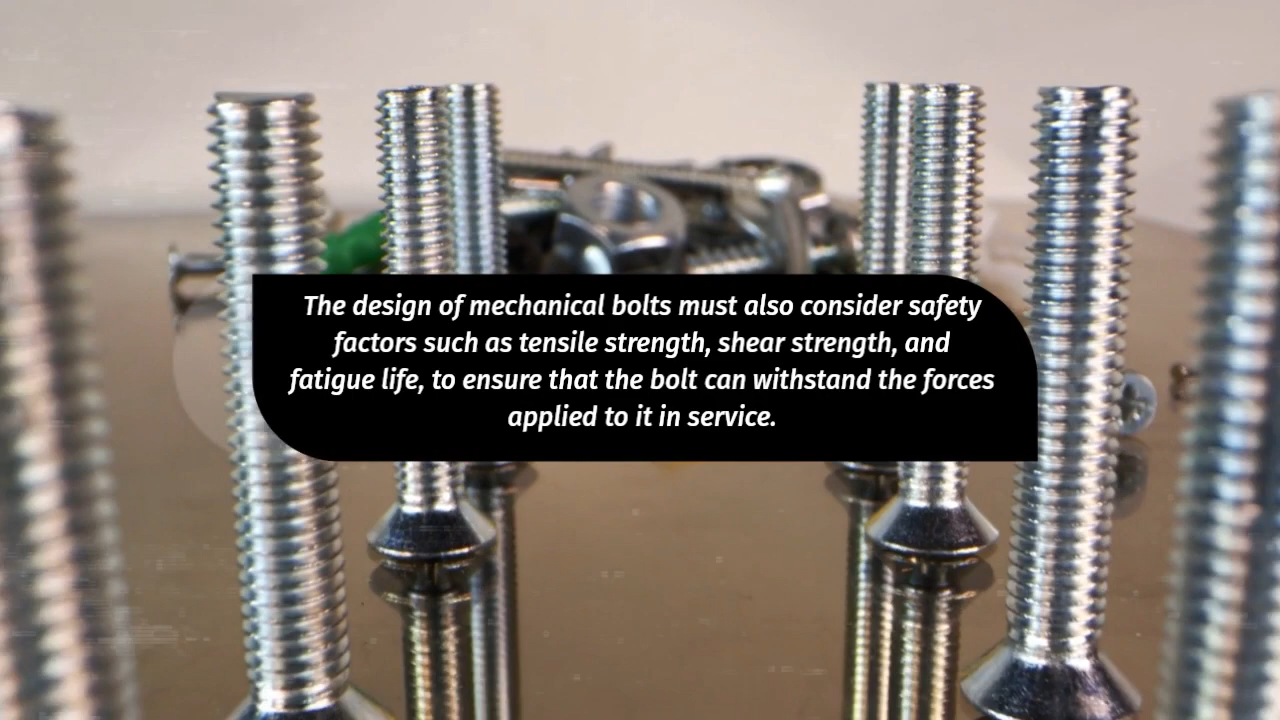 The design of mechanical bolts must also consider safety
factors such as tensile strength, shear strength, and
fatigue life, to ensure that the bolt can withstand the forces
applied to it in service.